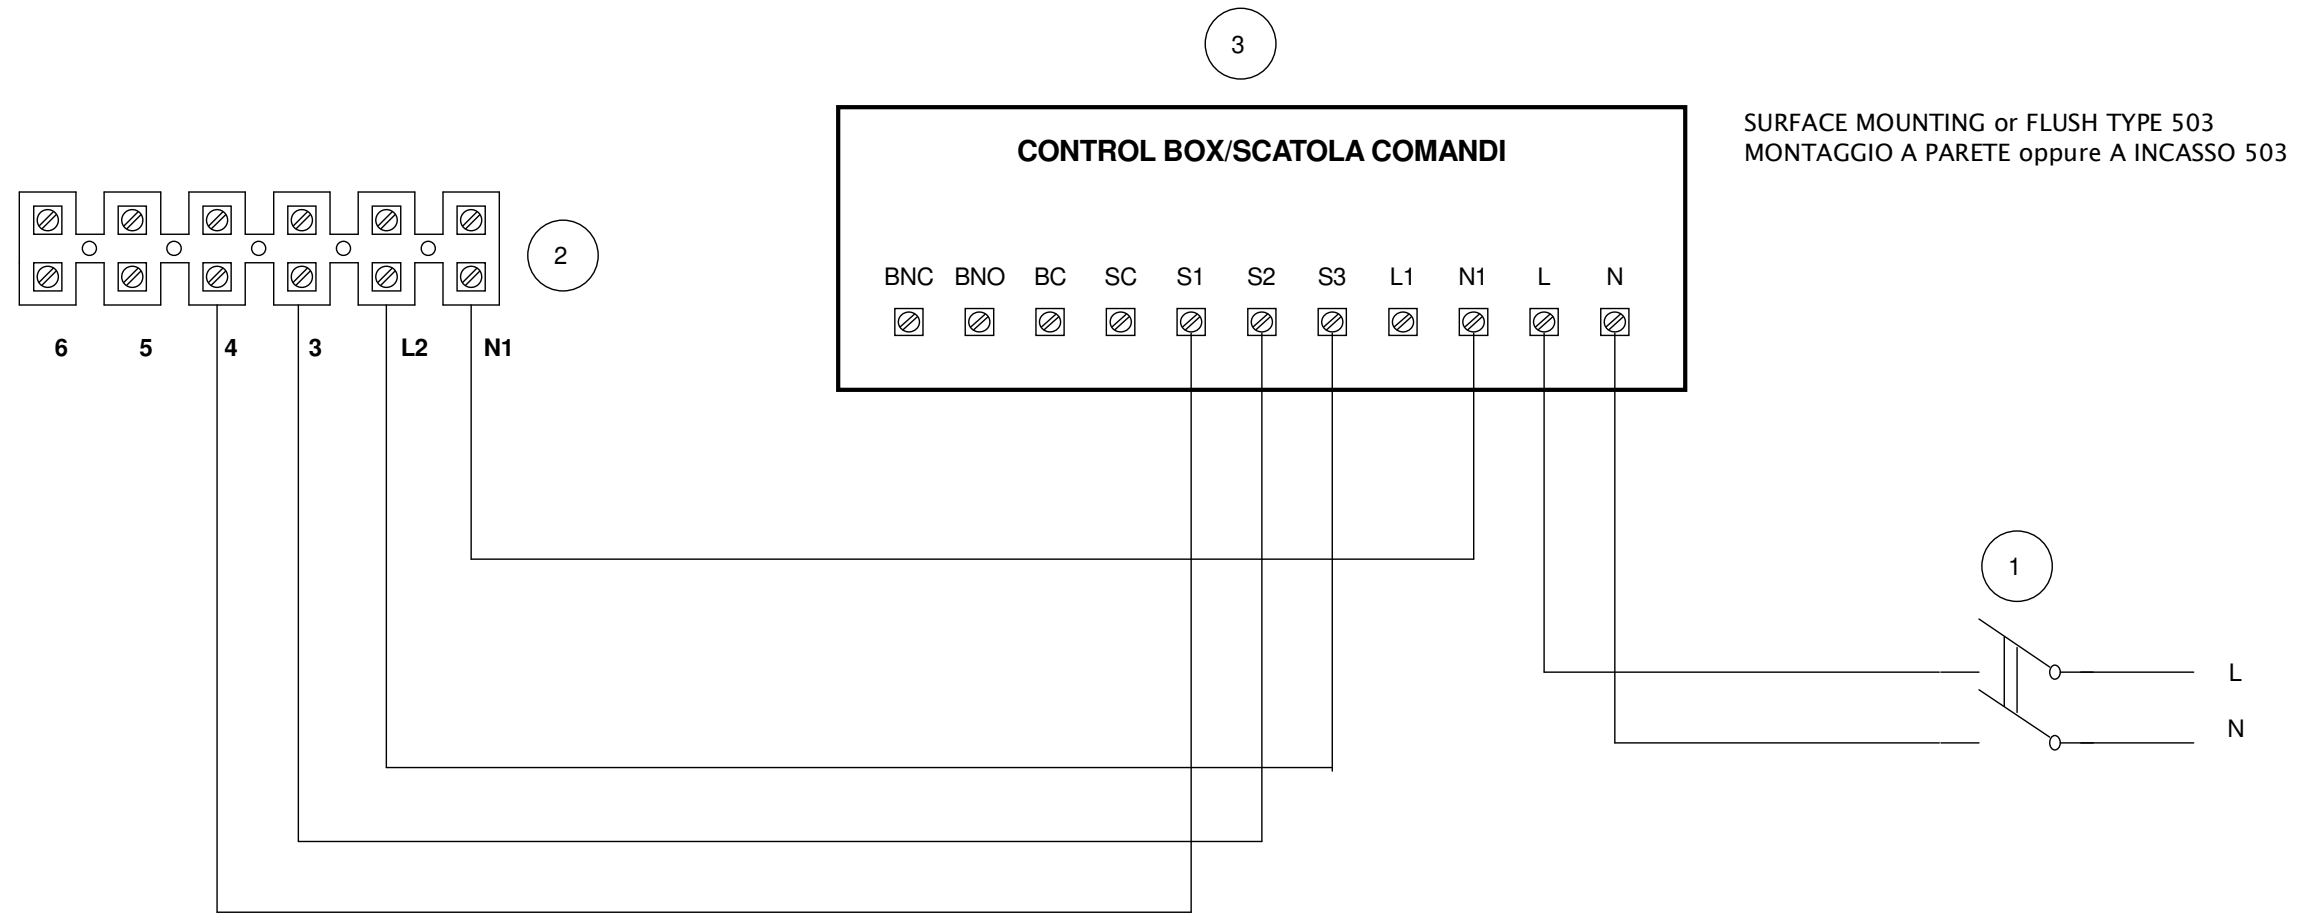 3
CONTROL BOX/SCATOLA COMANDI
SURFACE MOUNTING or FLUSH TYPE 503
MONTAGGIO A PARETE oppure A INCASSO 503
2
BNC BNO BC SC S1 S2 S3 L1 N1 L N
6 5 4 3 L2 N1
1
L
N